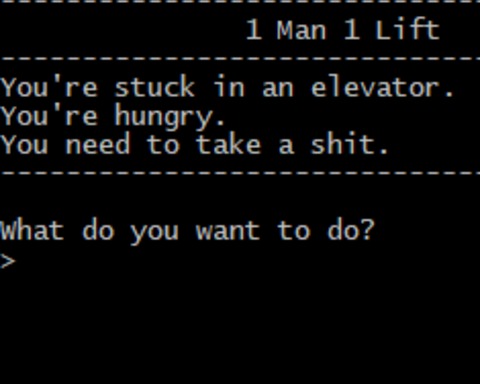 --------------------------------
1 Man 1 Lift
--------------------------------
You're stuck in an elevator.
You're hungry.
You need to take a shit.
--------------------------------
What do you want to do?
>